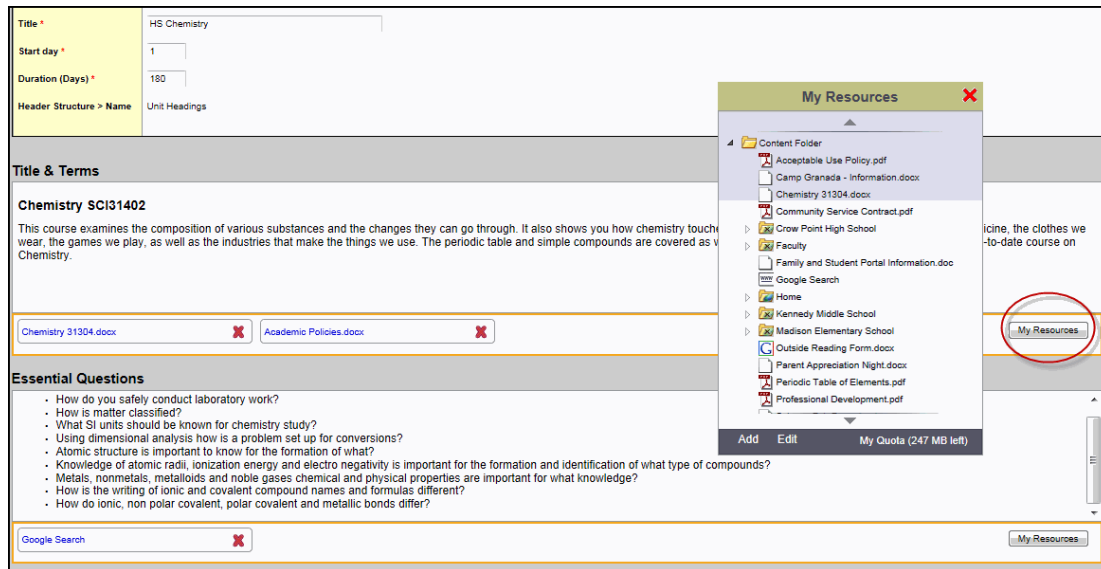 Title * HS Chemistry
Start day * 1
Duration (Days) * 180
Header Structure > Name Unit Headings
Title & Terms
Chemistry SCI31402
This course examines the composition of various substances and the changes they can go through. It also shows you how chemistry touche icine, the clothes we
wear, the games we play, as well as the industries that make the things we use. The periodic table and simple compounds are covered as -to-date course on
Chemistry.
Chemistry 31304.docx Academic Policies.docx My Resources
Essential Questions
· How do you safely conduct laboratory work?
· How is matter classified?
· What SI units should be known for chemistry study?
· Using dimensional analysis how is a problem set up for conversions?
· Atomic structure is important to know for the formation of what?
· Knowledge of atomic radii, ionization energy and electro negativity is important for the formation and identification of what type of compounds?
· Metals, nonmetals, metalloids and noble gases chemical and physical properties are important for what knowledge?
· How is the writing of ionic and covalent compound names and formulas different?
· How do ionic, non polar covalent, polar covalent and metallic bonds differ?
Google Search My Resources
My Resources
Content Folder
Acceptable Use Policy.pdf
Camp Granada - Information.docx
Chemistry 31304.docx
Community Service Contract.pdf
Crow Point High School
Faculty
Family and Student Portal Information.doc
www Google Search
Home
Kennedy Middle School
Madison Elementary School
G Outside Reading Form.docx
Parent Appreciation Night.docx
Periodic Table of Elements.pdf
Professional Development.pdf
Add Edit My Quota (247 MB left)